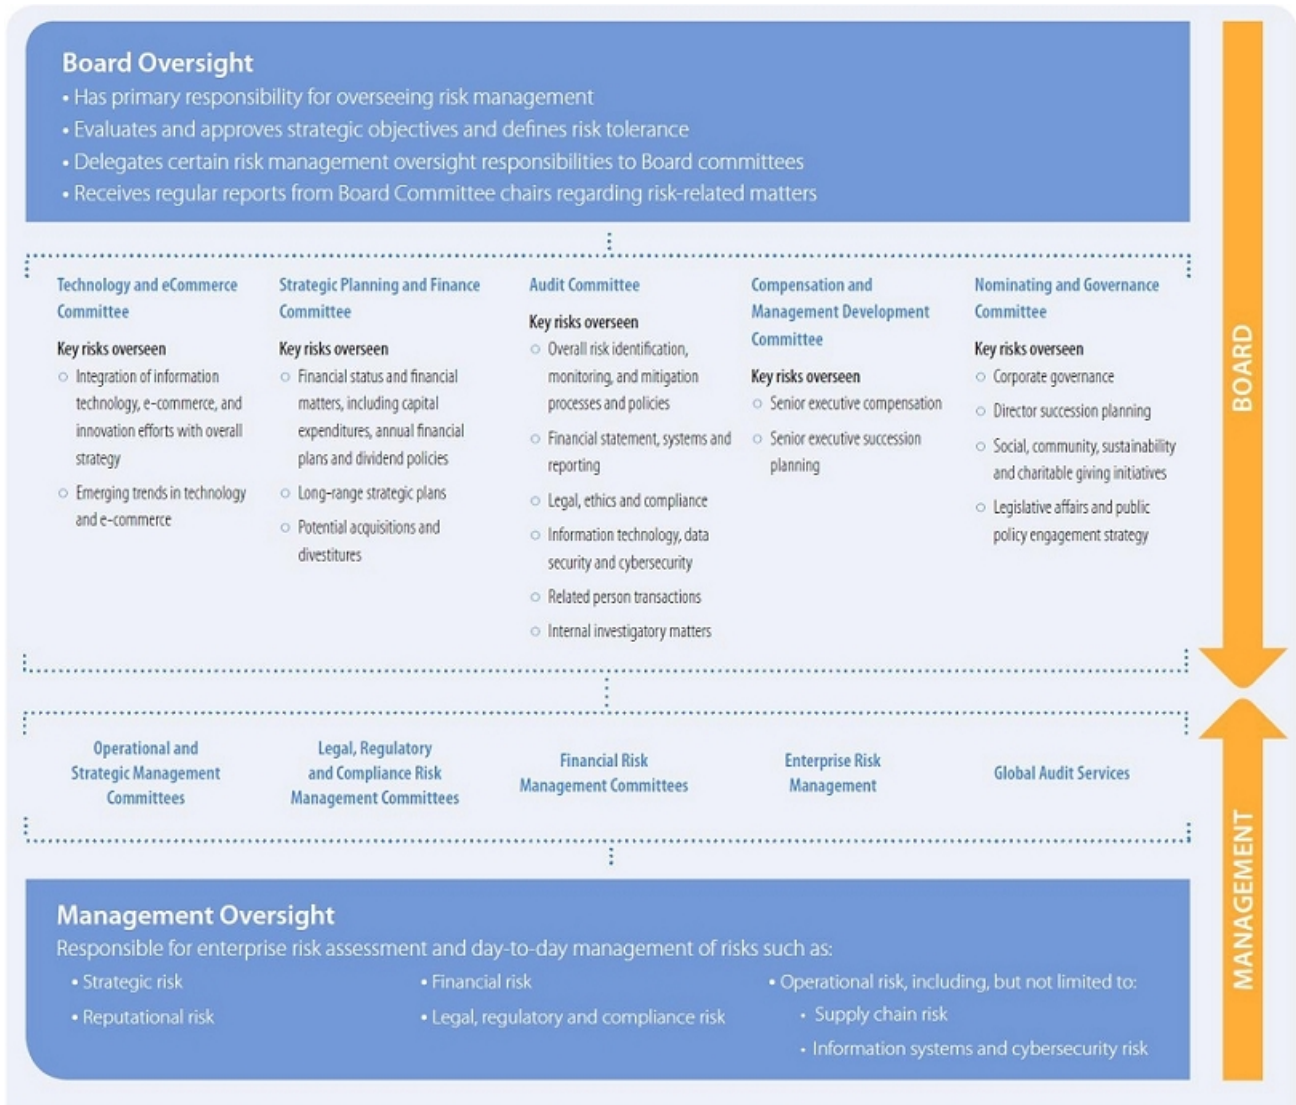 Board Oversight
• Has primary responsibility for overseeing risk management
• Evaluates and approves strategic objectives and defines risk tolerance
• Delegates certain risk management oversight responsibilities to Board committees
• Receives regular reports from Board Committee chairs regarding risk-related matters
Technology and eCommerce
Committee
Key risks overseen
○ Integration of information
technology, e-commerce, and
innovation efforts with overall
strategy
○ Emerging trends in technology
and e-commerce
Strategic Planning and Finance
Committee
Key risks overseen
○ Financial status and financial
matters, including capital
expenditures, annual financial
plans and dividend policies
○ Long-range strategic plans
○ Potential acquisitions and
divestitures
Audit Committee
Key risks overseen
○ Overall risk identification,
monitoring, and mitigation
processes and policies
○ Financial statement, systems and
reporting
○ Legal, ethics and compliance
○ Information technology, data
security and cybersecurity
○ Related person transactions
○ Internal investigatory matters
Compensation and
Management Development
Committee
Key risks overseen
○ Senior executive compensation
○ Senior executive succession
planning
Nominating and Governance
Committee
Key risks overseen
○ Corporate governance
○ Director succession planning
○ Social, community, sustainability
and charitable giving initiatives
○ Legislative affairs and public
policy engagement strategy
BOARD
Operational and
Strategic Management
Committees
Legal, Regulatory
and Compliance Risk
Management Committees
Financial Risk
Management Committees
Enterprise Risk
Management
Global Audit Services
MANAGEMENT
Management Oversight
Responsible for enterprise risk assessment and day-to-day management of risks such as:
• Strategic risk
• Reputational risk
• Financial risk
• Legal, regulatory and compliance risk
• Operational risk, including, but not limited to:
• Supply chain risk
• Information systems and cybersecurity risk